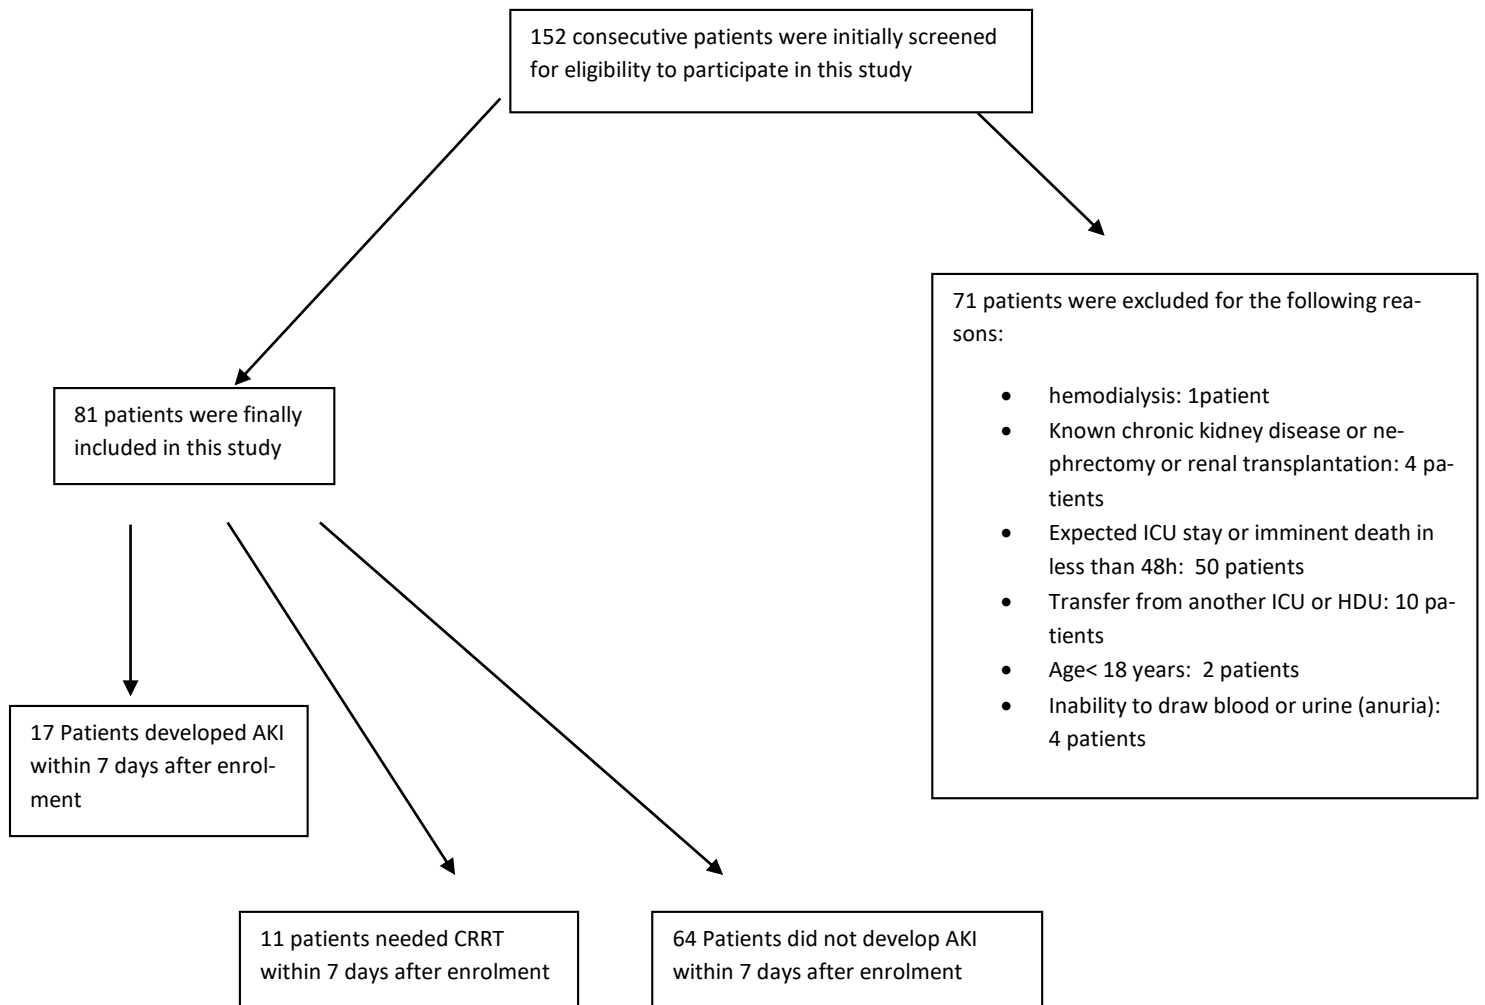 152 consecutive patients were initially screened
for eligibility to participate in this study
71 patients were excluded for the following rea-
sons:
• hemodialysis: 1patient
• Known chronic kidney disease or ne-
phrectomy or renal transplantation: 4 pa-
tients
• Expected ICU stay or imminent death in
less than 48h:  50 patients
• Transfer from another ICU or HDU: 10 pa-
tients
• Age< 18 years:  2 patients
• Inability to draw blood or urine (anuria):
4 patients
81 patients were finally
included in this study
17 Patients developed AKI
within 7 days after enrol-
ment
11 patients needed CRRT
within 7 days after enrolment
64 Patients did not develop AKI
within 7 days after enrolment